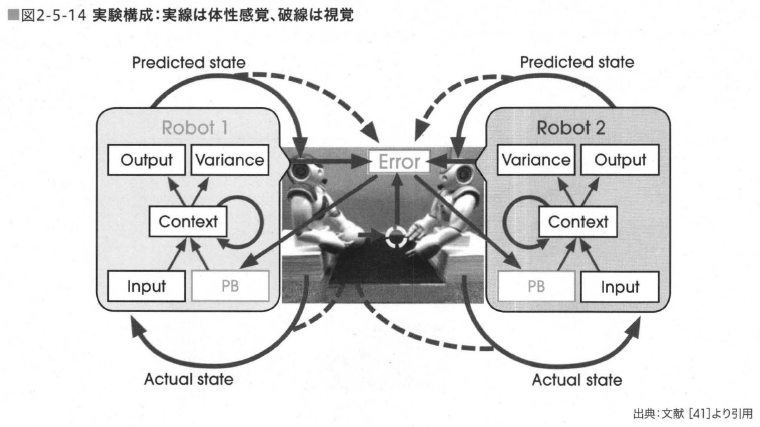 ■図2-5-14 実験構成：実線は体性感覚、破線は視覚
Predicted state
Predicted state
Robot 1
Robot 2
Output
Variance
Error
Variance
Output
Context
Context
Input
PB
PB
Input
Actual state
Actual state
出典：文献 [41]より引用